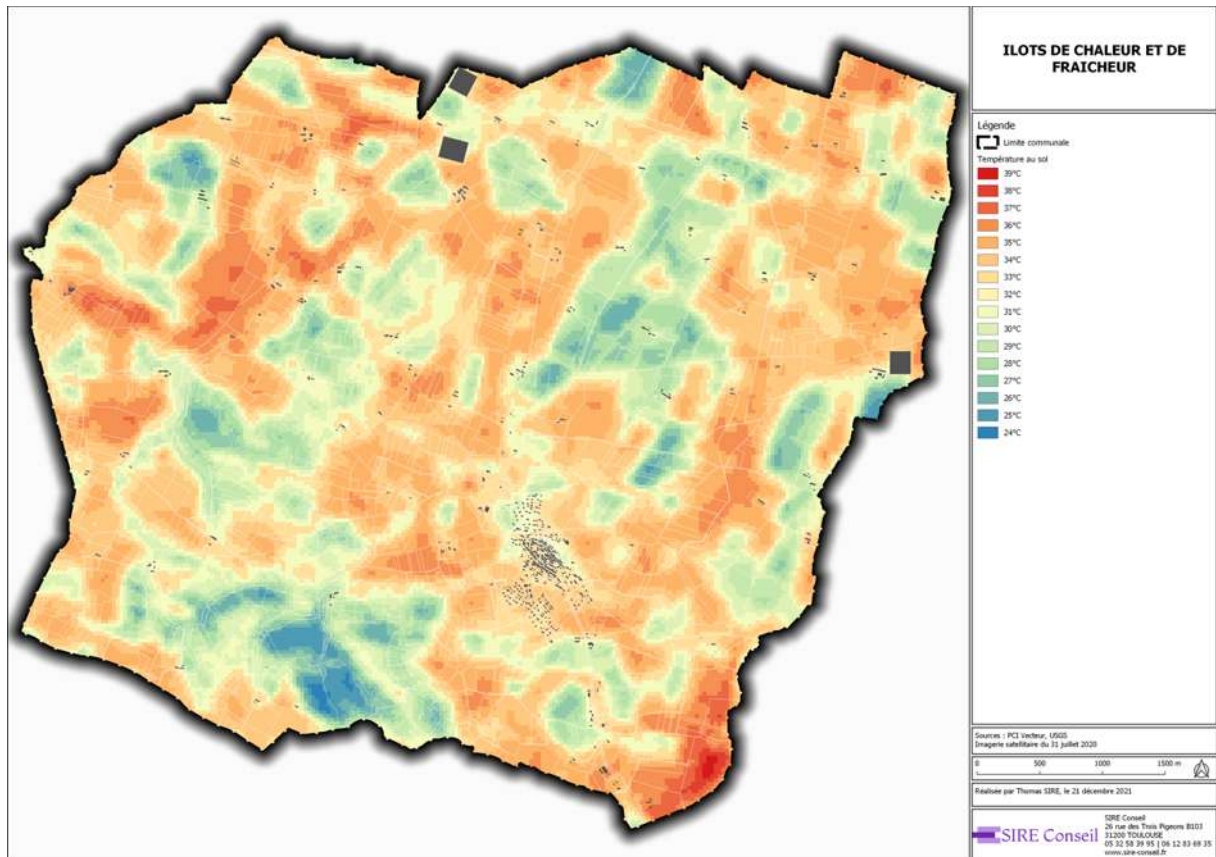 ILOTS DE CHALEUR ET DE
FRAICHEUR
Légende
Limite communale
Température au sol
39°C
38°C
37°C
36°C
35°C
34°C
33°C
32°C
31°C
30°C
29°C
28°C
27°C
26°C
25°C
24°C
Sources : PCI Vecteur, USGS
Imagerie satellitaire du 31 juillet 2020
0 500 1000 1500 m
Réalisée par Thomas SIRE, le 21 décembre 2021
SIRE Conseil
SIRE Conseil
26 rue des Trois Pigeons B103
31200 TOULOUSE
05 32 58 39 95 | 06 12 83 69 35
www.sire-conseil.fr